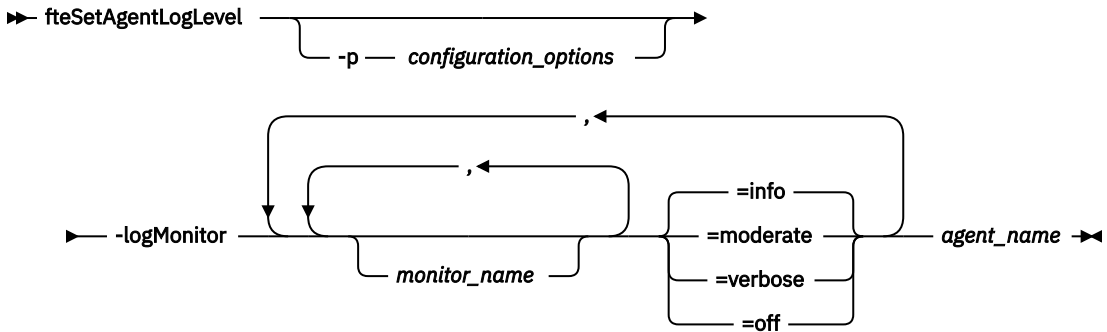 fteSetAgentLogLevel
-p configuration_options
,
,
=info
-logMonitor =moderate agent_name
monitor_name =verbose
=off